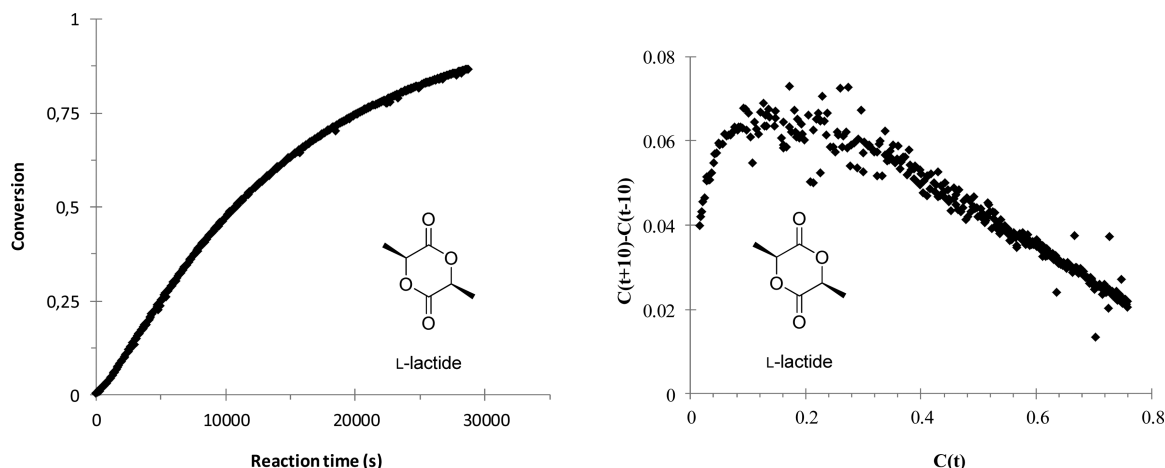 1
0,75
0,5
0,25
0
0
10000
20000
30000
Conversion
Reaction time (s)
O
O
O
O
L-lactide
0.08
0.06
0.04
0.02
0
0
0.2
0.4
0.6
0.8
C(t+10)-C(t-10)
C(t)
O
O
O
O
L-lactide